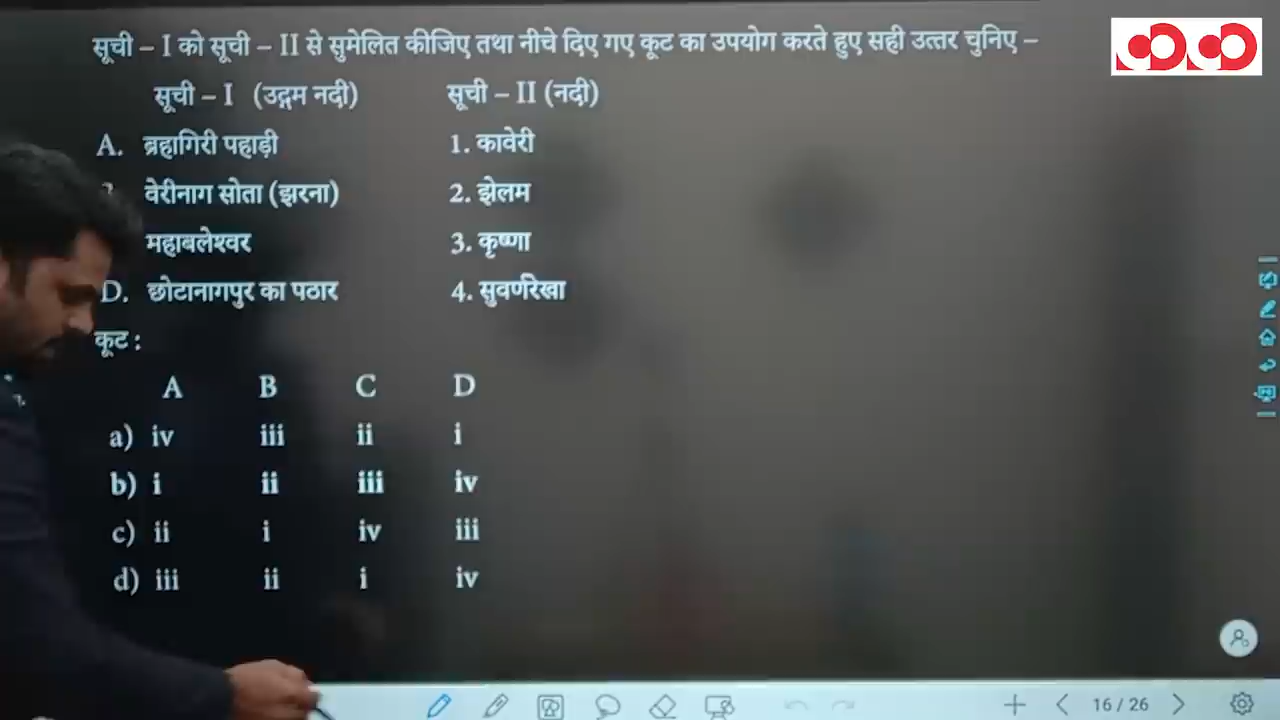 सूची – I को सूची – II से सुमेलित कीजिए तथा नीचे दिए गए कूट का उपयोग करते हुए सही उत्तर चुनिए –
सूची – I (उद्गम नदी) सूची – II (नदी)
A. ब्रहागिरी पहाड़ी 1. कावेरी
वेरीनाग सोता (झरना) 2. झेलम
महाबलेश्वर 3. कृष्णा
D. छोटानागपुर का पठार 4. सुवर्णरेखा
कूट :
A B C D
a) iv iii ii i
b) i ii iii iv
c) ii i iv iii
d) iii ii i iv
16 / 26